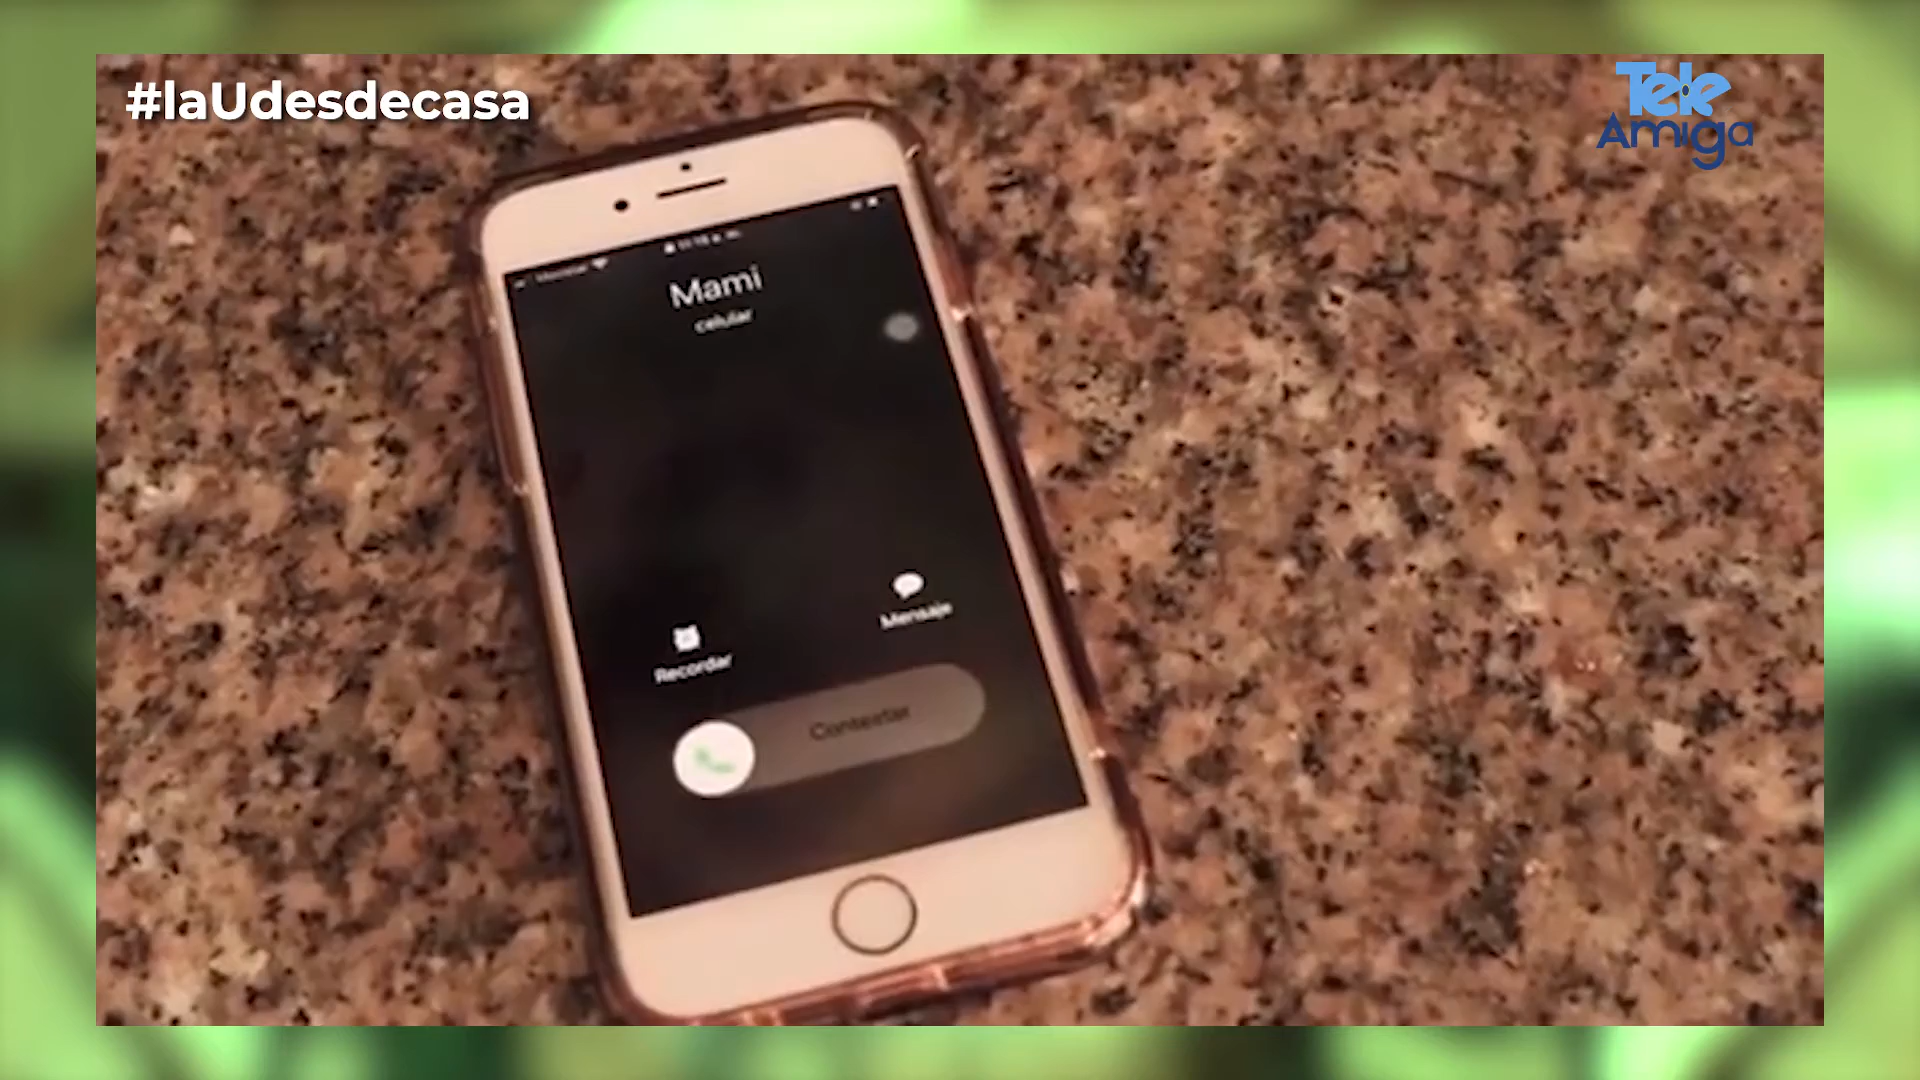 #laUdesdecasa
Tele
Amiga
Mami
celular
Mensaje
Recordar
Contestar